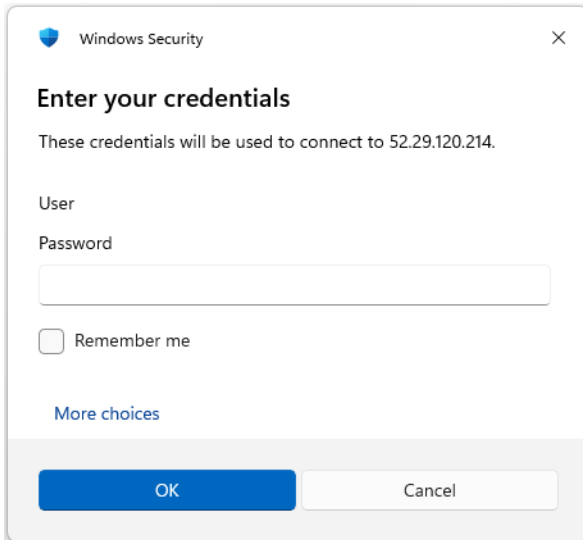 Windows Security
Enter your credentials
These credentials will be used to connect to 52.29.120.214.
User
Password
Remember me
More choices
OK
Cancel